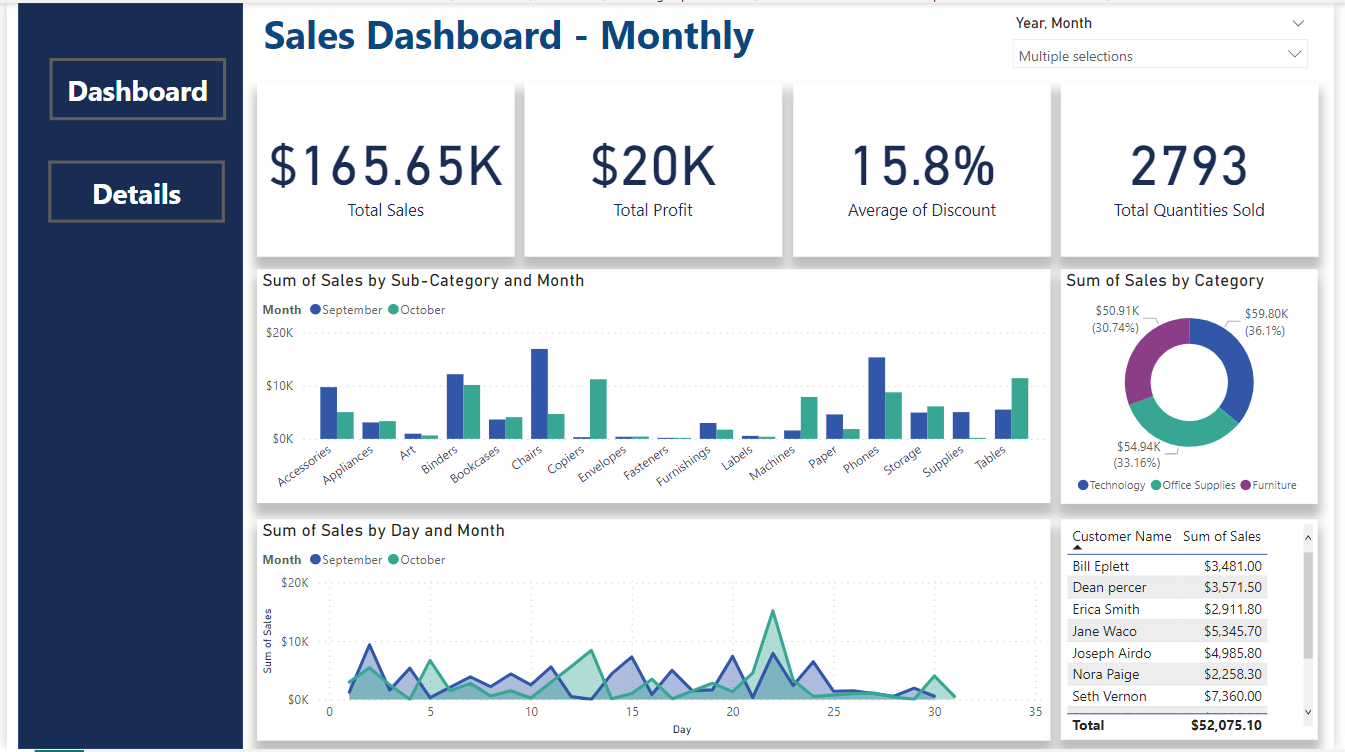 Sales Dashboard - Monthly
Year, Month
Multiple selections
Dashboard
Details
$165.65K
Total Sales
$20K
Total Profit
15.8%
Average of Discount
2793
Total Quantities Sold
Sum of Sales by Sub-Category and Month
Month September October
$20K
$10K
$0K
Accessories
Appliances
Art
Binders
Bookcases
Chairs
Copiers
Envelopes
Fasteners
Furnishings
Labels
Machines
Paper
Phones
Storage
Supplies
Tables
Sum of Sales by Category
$50.91K
(30.74%)
$59.80K
(36.1%)
$54.94K
(33.16%)
Technology Office Supplies Furniture
Sum of Sales by Day and Month
Month September October
Sum of Sales
$20K
$10K
$0K
0 5 10 15 20 25 30 35
Day
Customer Name Sum of Sales
Bill Eplett $3,481.00
Dean percer $3,571.50
Erica Smith $2,911.80
Jane Waco $5,345.70
Joseph Airdo $4,985.80
Nora Paige $2,258.30
Seth Vernon $7,360.00
Total $52,075.10